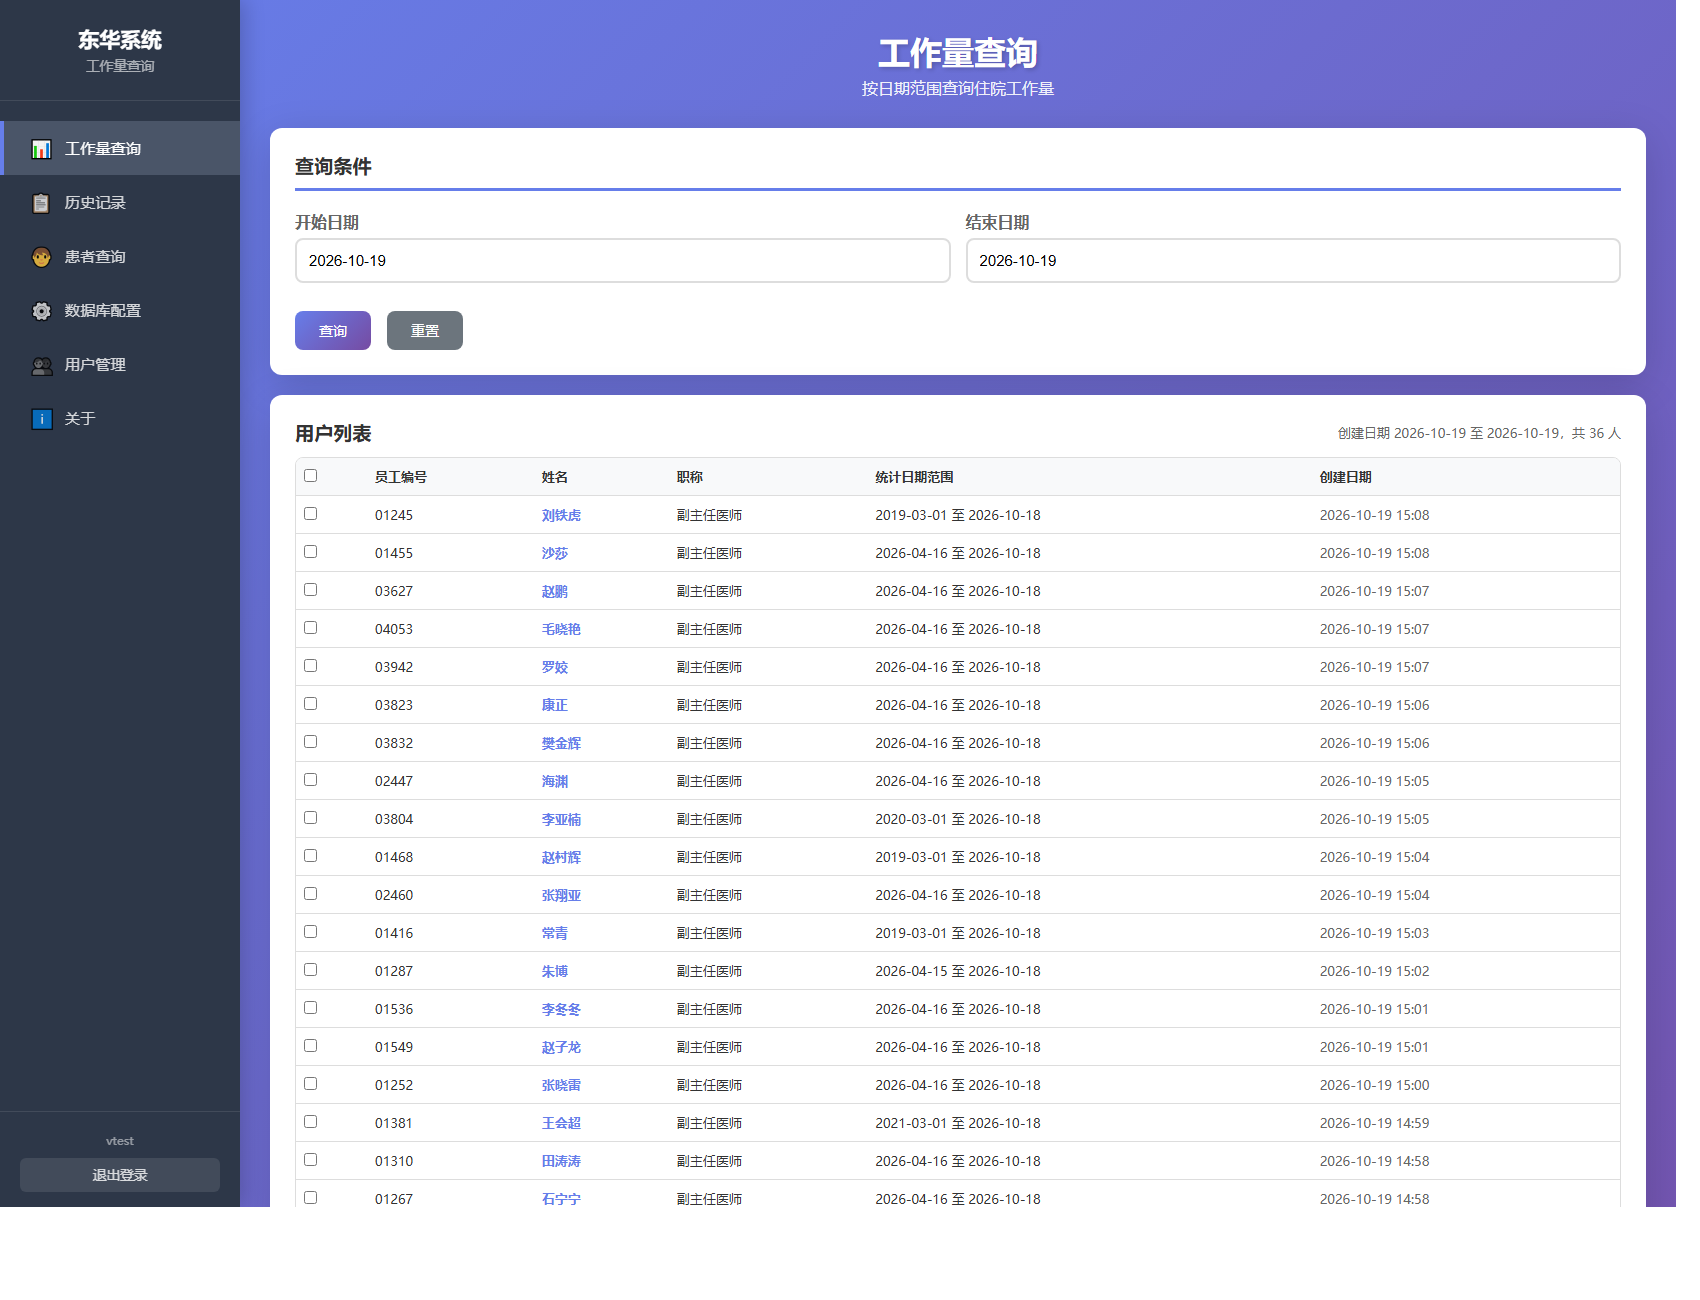 东华系统
工作量查询
工作量查询
历史记录
患者查询
数据库配置
用户管理
i 关于
vtest
退出登录
工作量查询
按日期范围查询住院工作量
查询条件
开始日期 结束日期
2026-10-19 2026-10-19
查询 重置
用户列表 创建日期 2026-10-19 至 2026-10-19，共 36 人
员工编号 姓名 职称 统计日期范围 创建日期
01245 刘铁虎 副主任医师 2019-03-01 至 2026-10-18 2026-10-19 15:08
01455 沙莎 副主任医师 2026-04-16 至 2026-10-18 2026-10-19 15:08
03627 赵鹏 副主任医师 2026-04-16 至 2026-10-18 2026-10-19 15:07
04053 毛晓艳 副主任医师 2026-04-16 至 2026-10-18 2026-10-19 15:07
03942 罗姣 副主任医师 2026-04-16 至 2026-10-18 2026-10-19 15:07
03823 康正 副主任医师 2026-04-16 至 2026-10-18 2026-10-19 15:06
03832 樊金辉 副主任医师 2026-04-16 至 2026-10-18 2026-10-19 15:06
02447 海渊 副主任医师 2026-04-16 至 2026-10-18 2026-10-19 15:05
03804 李亚楠 副主任医师 2020-03-01 至 2026-10-18 2026-10-19 15:05
01468 赵村辉 副主任医师 2019-03-01 至 2026-10-18 2026-10-19 15:04
02460 张翔亚 副主任医师 2026-04-16 至 2026-10-18 2026-10-19 15:04
01416 常青 副主任医师 2019-03-01 至 2026-10-18 2026-10-19 15:03
01287 朱博 副主任医师 2026-04-15 至 2026-10-18 2026-10-19 15:02
01536 李冬冬 副主任医师 2026-04-16 至 2026-10-18 2026-10-19 15:01
01549 赵子龙 副主任医师 2026-04-16 至 2026-10-18 2026-10-19 15:01
01252 张晓雷 副主任医师 2026-04-16 至 2026-10-18 2026-10-19 15:00
01381 王会超 副主任医师 2021-03-01 至 2026-10-18 2026-10-19 14:59
01310 田涛涛 副主任医师 2026-04-16 至 2026-10-18 2026-10-19 14:58
01267 石宁宁 副主任医师 2026-04-16 至 2026-10-18 2026-10-19 14:58